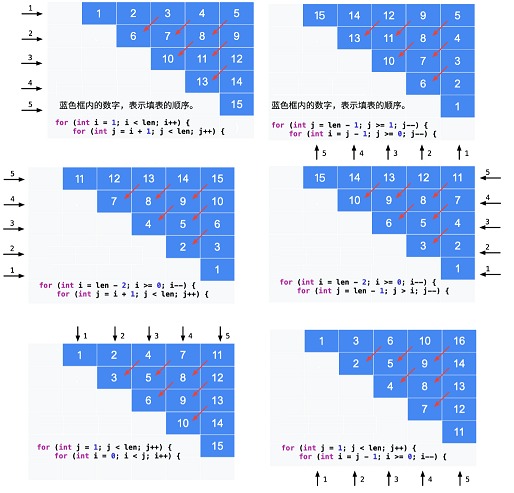 1 1 2 3 4 5
2 6 7 8 9
3 10 11 12
4 13 14
5 15
蓝色框内的数字，表示填表的顺序。
for (int i = 1; i < len; i++) {
for (int j = i + 1; j < len; j++) {
15 14 12 9 5
13 11 8 4
10 7 3
6 2
1
蓝色框内的数字，表示填表的顺序。
for (int j = len - 1; j >= 1; j--) {
for (int i = j - 1; i >= 0; j--) {
5 4 3 2 1
5 11 12 13 14 15
4 7 8 9 10
3 4 5 6
2 2 3
1 1
for (int i = len - 2; i >= 0; i--) {
for (int j = i + 1; j < len; j++) {
15 14 13 12 11 5
10 9 8 7 4
6 5 4 3
3 2 2
1 1
for (int i = len - 2; i >= 0; i--) {
for (int j = len - 1; j > i; j--) {
1 2 3 4 5
1 2 4 7 11
3 5 8 12
6 9 13
10 14
15
for (int j = 1; j < len; j++) {
for (int i = 0; i < j; i++) {
1 3 6 10 16
2 5 9 14
4 8 13
7 12
11
for (int j = 1; j < len; j++) {
for (int i = j - 1; i >= 0; i--) {
1 2 3 4 5